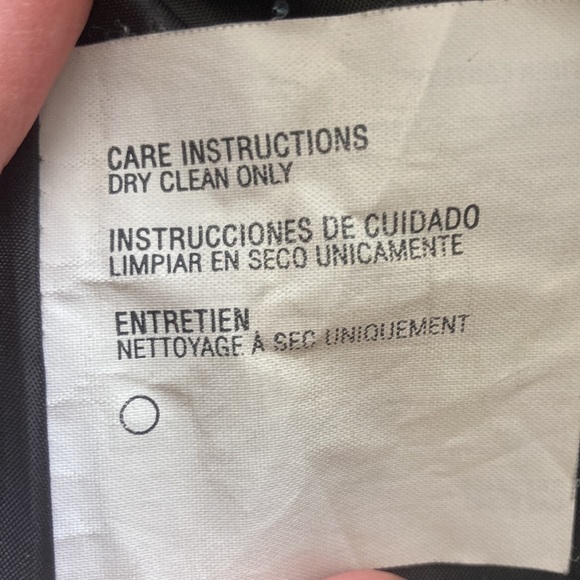 CARE INSTRUCTIONS
DRY CLEAN ONLY
INSTRUCCIONES DE CUIDADO
LIMPIAR EN SECO UNICAMENTE
ENTRETIEN
NETTOYAGE À SEC UNIQUEMENT